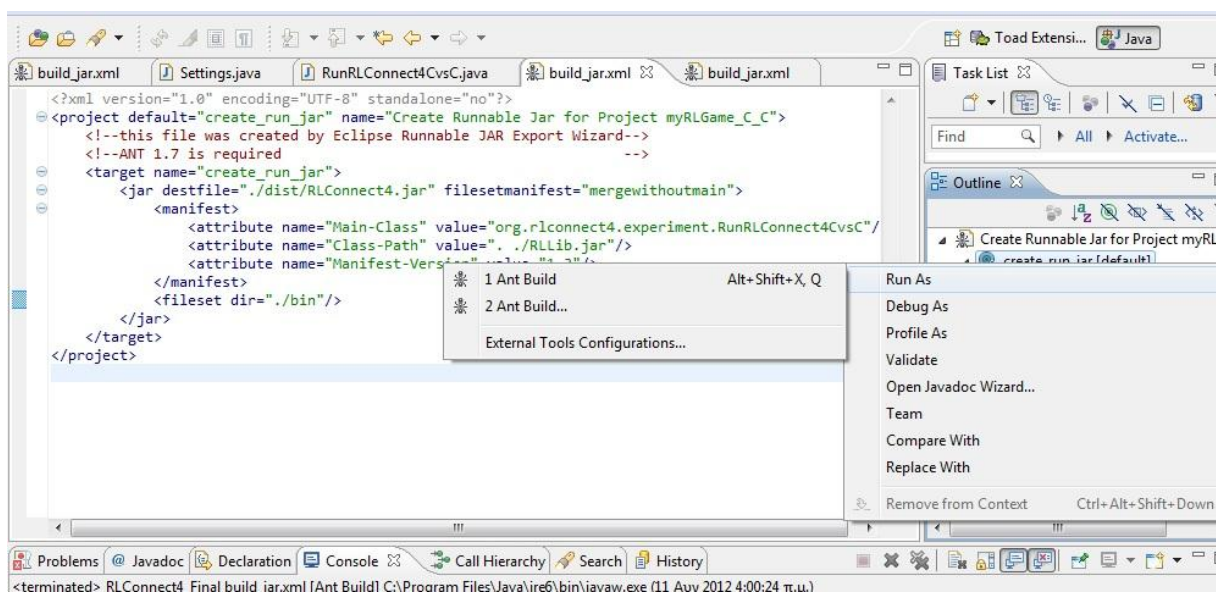 Toad Extensi... Java
build_jar.xml Settings.java RunRLConnect4CvsC.java build_jar.xml build_jar.xml
Task List
<?xml version="1.0" encoding="UTF-8" standalone="no"?>
<project default="create_run_jar" name="Create Runnable Jar for Project myRLGame_C_C">
<!--this file was created by Eclipse Runnable JAR Export Wizard-->
<!--ANT 1.7 is required -->
<target name="create_run_jar">
<jar destfile="./dist/RLConnect4.jar" filesetmanifest="mergewithoutmain">
<manifest>
<attribute name="Main-Class" value="org.rlconnect4.experiment.RunRLConnect4CvsC"/
<attribute name="Class-Path" value=". ./RLLib.jar"/>
<attribute name="Manifest-Version"
</manifest>
<fileset dir="./bin"/>
</jar>
</target>
</project>
Find All Activate...
Outline
Create Runnable Jar for Project myRL
create_run_jar [default]
1 Ant Build Alt+Shift+X, Q
2 Ant Build...
External Tools Configurations...
Run As
Debug As
Profile As
Validate
Open Javadoc Wizard...
Team
Compare With
Replace With
Remove from Context Ctrl+Alt+Shift+Down
Problems Javadoc Declaration Console Call Hierarchy Search History
<terminated> RLConnect4_Final build_jar.xml [Ant Build] C:\Program Files\Java\jre6\bin\javaw.exe (11 Αυγ 2012 4:00:24 π.μ.)